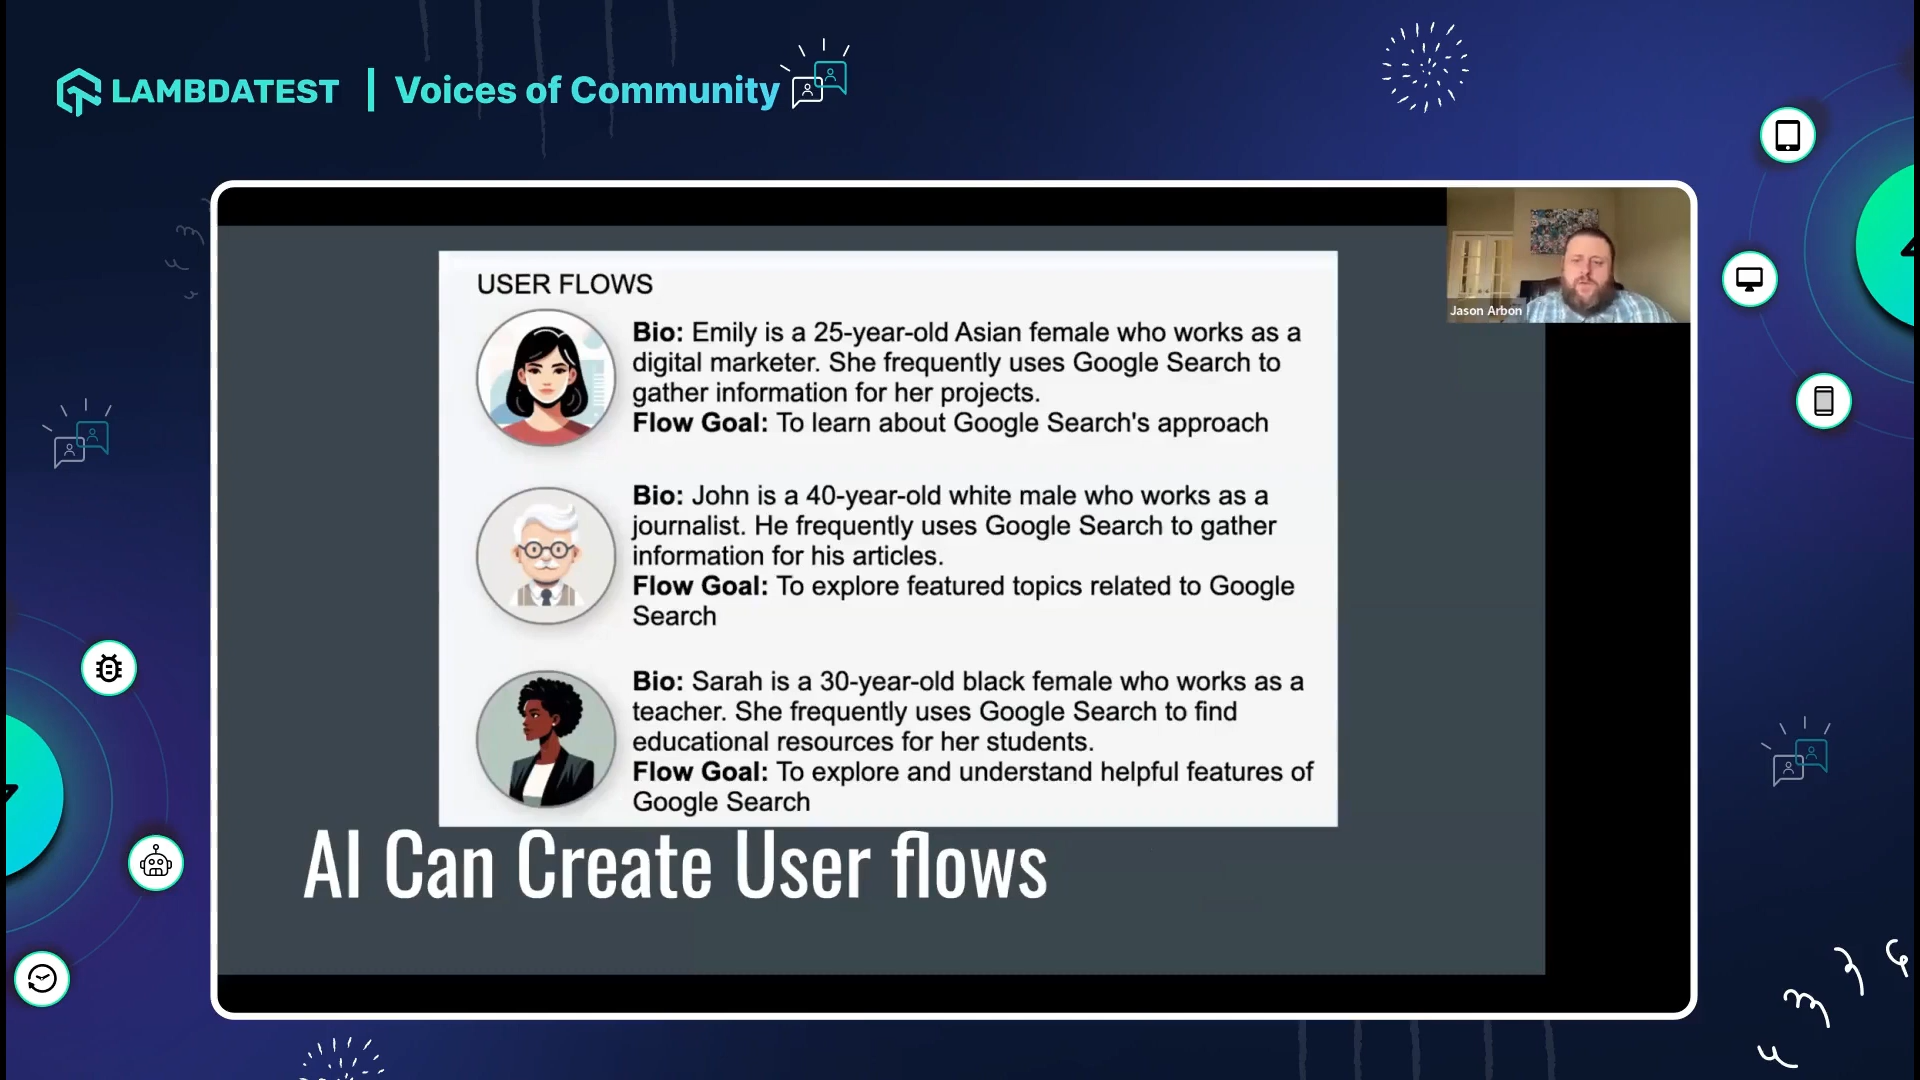 LAMBDATEST | Voices of Community
Jason Arbon
USER FLOWS
Bio: Emily is a 25-year-old Asian female who works as a
digital marketer. She frequently uses Google Search to
gather information for her projects.
Flow Goal: To learn about Google Search's approach
Bio: John is a 40-year-old white male who works as a
journalist. He frequently uses Google Search to gather
information for his articles.
Flow Goal: To explore featured topics related to Google
Search
Bio: Sarah is a 30-year-old black female who works as a
teacher. She frequently uses Google Search to find
educational resources for her students.
Flow Goal: To explore and understand helpful features of
Google Search
AI Can Create User flows